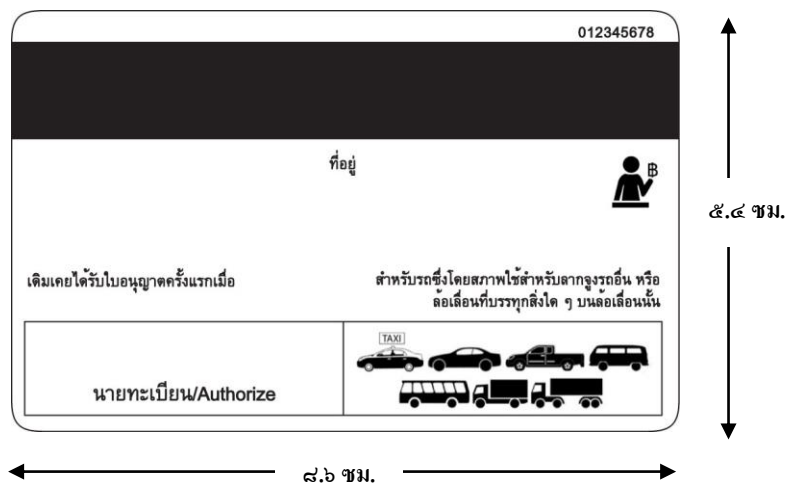 012345678
ที่อยู่
฿
๕.๔ ซม.
เดิมเคยได้รับใบอนุญาตครั้งแรกเมื่อ
สำหรับรถซึ่งโดยสภาพใช้สำหรับลากจูงรถอื่น หรือ
ล้อเลื่อนที่บรรทุกสิ่งใด ๆ บนล้อเลื่อนนั้น
TAXI
นายทะเบียน/Authorize
๘.๖ ซม.